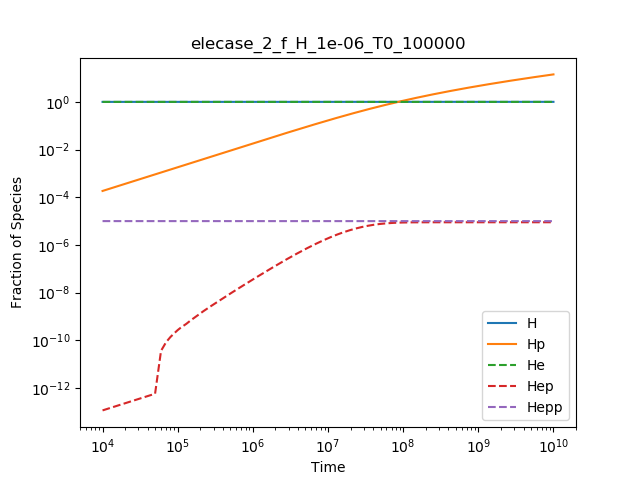 elecase_2_f_H_1e-06_T0_100000
Fraction of Species
10^0
10^-2
10^-4
10^-6
10^-8
10^-10
10^-12
H
Hp
He
Hep
Hepp
10^4 10^5 10^6 10^7 10^8 10^9 10^10
Time